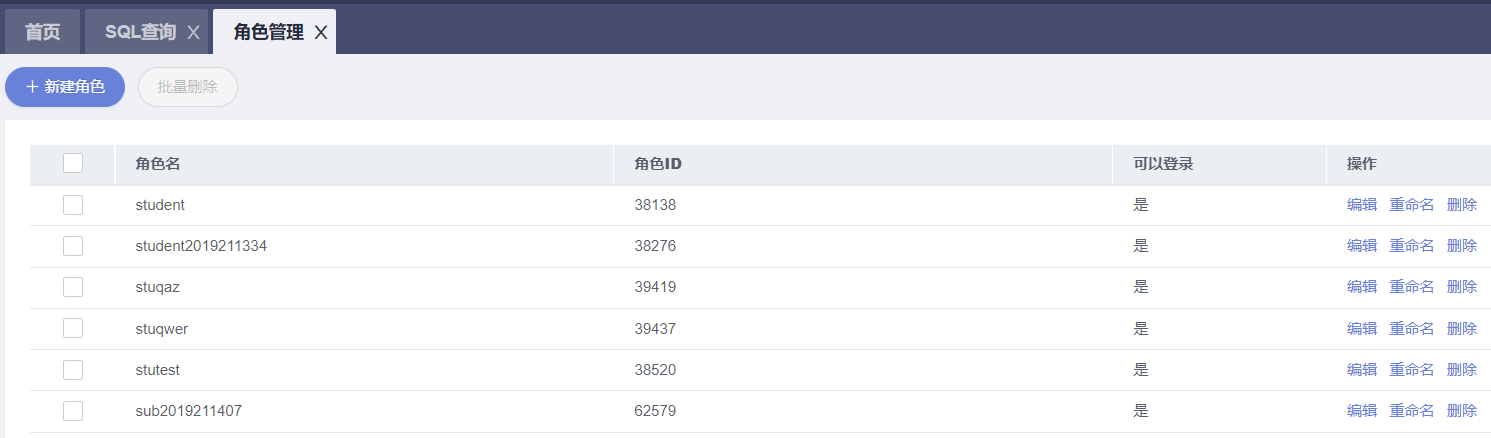 首页 SQL查询 X 角色管理 X
+ 新建角色 批量删除
角色名 角色ID 可以登录 操作
student 38138 是 编辑 重命名 删除
student2019211334 38276 是 编辑 重命名 删除
stuqaz 39419 是 编辑 重命名 删除
stuqwer 39437 是 编辑 重命名 删除
stutest 38520 是 编辑 重命名 删除
sub2019211407 62579 是 编辑 重命名 删除